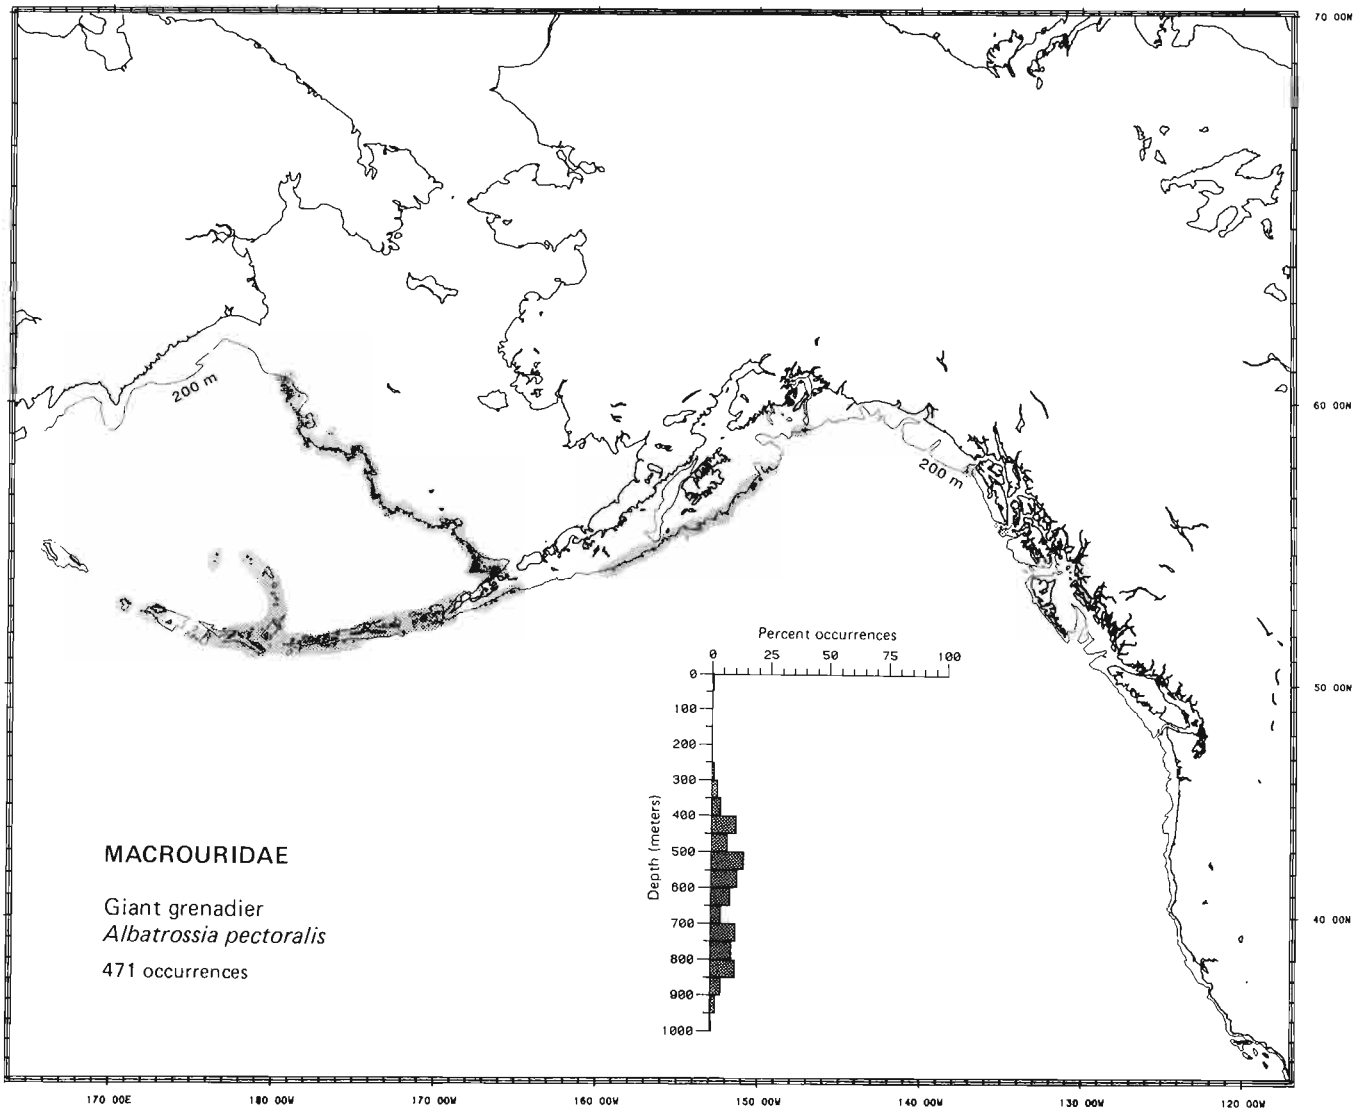 70 00N
200 m
60 00N
200 m
Percent occurrences
0 25 50 75 100
50 00N
Depth (meters)
0
100
200
300
400
500
600
700
800
900
1000
MACROURIDAE
Giant grenadier
Albatrossia pectoralis
471 occurrences
40 00N
170 00E 180 00W 170 00W 160 00W 150 00W 140 00W 130 00W 120 00W